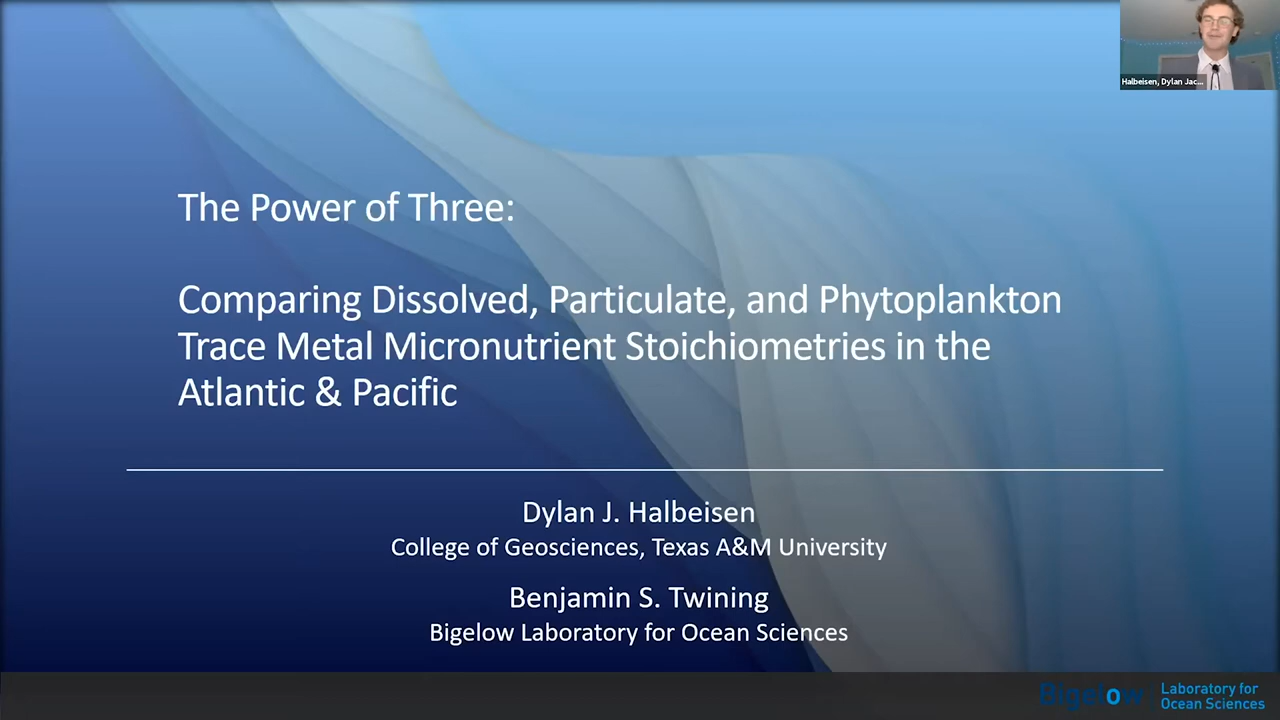 Halbeisen, Dylan Jac...
The Power of Three:
Comparing Dissolved, Particulate, and Phytoplankton
Trace Metal Micronutrient Stoichiometries in the
Atlantic & Pacific
Dylan J. Halbeisen
College of Geosciences, Texas A&M University
Benjamin S. Twining
Bigelow Laboratory for Ocean Sciences
Bigelow
Laboratory for
Ocean Sciences